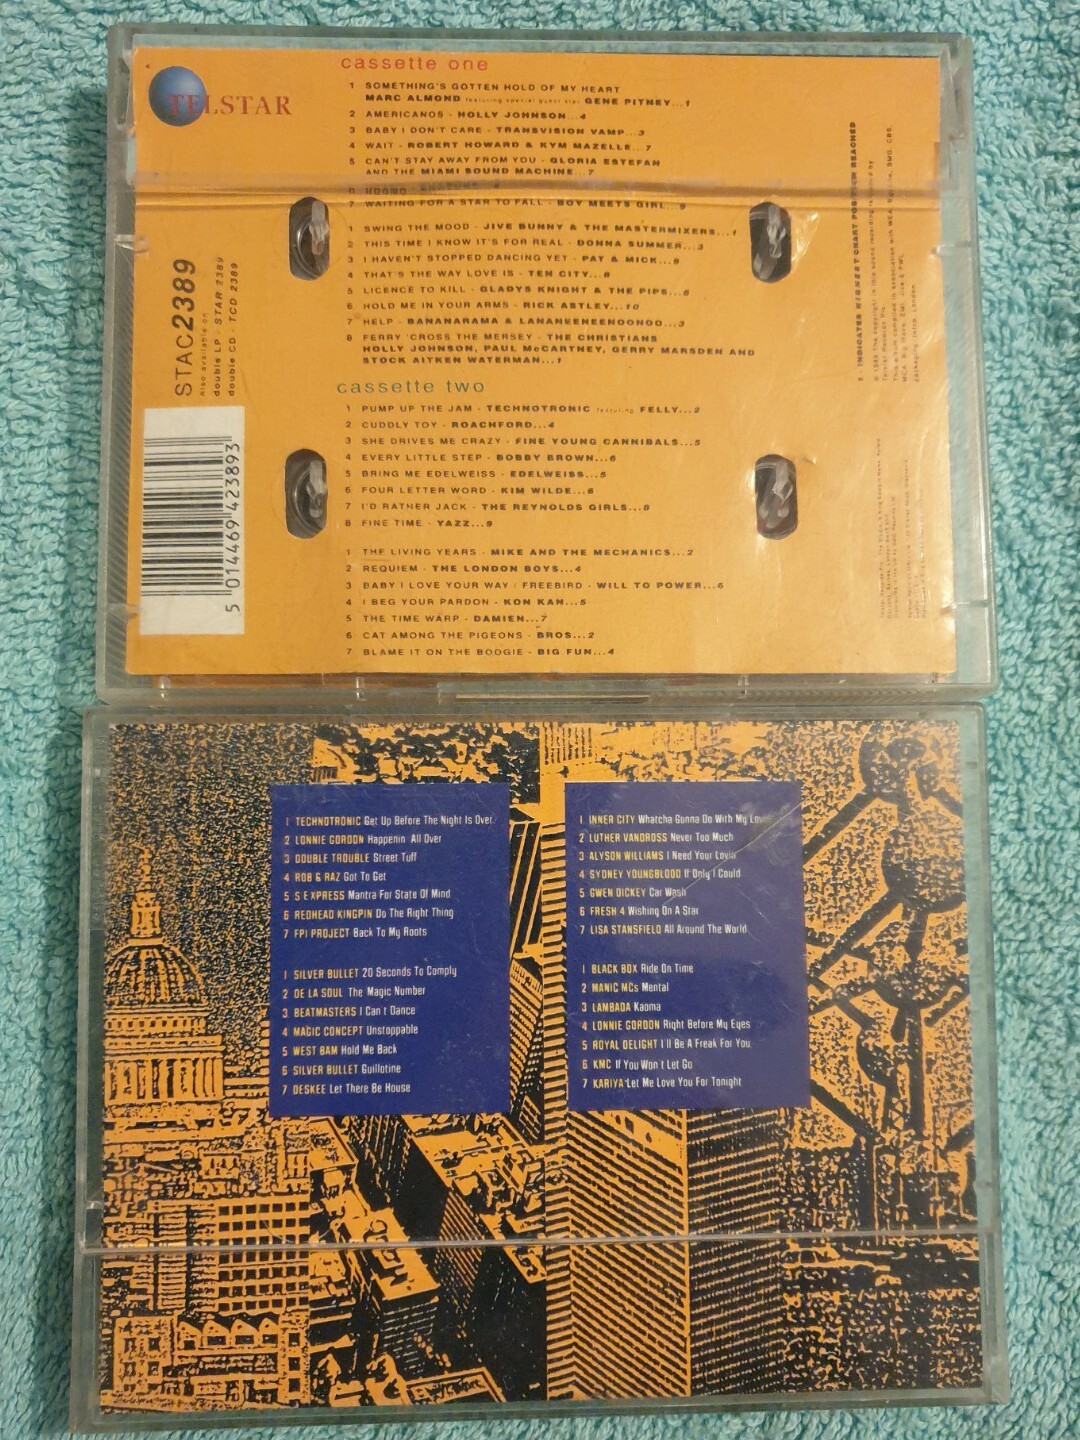 TELSTAR
cassette one
1 SOMETHING'S GOTTEN HOLD OF MY HEART
MARC ALMOND featuring special guest star GENE PITNEY...1
2 AMERICANOS - HOLLY JOHNSON...4
3 BABY I DON'T CARE - TRANSVISION VAMP...3
4 WAIT - ROBERT HOWARD & KYM MAZELLE...7
5 CAN'T STAY AWAY FROM YOU - GLORIA ESTEFAN
AND THE MIAMI SOUND MACHINE...7
7 WAITING FOR A STAR TO FALL - BOY MEETS GIRL...9
1 SWING THE MOOD - JIVE BUNNY & THE MASTERMIXERS...1
2 THIS TIME I KNOW IT'S FOR REAL - DONNA SUMMER...3
3 I HAVEN'T STOPPED DANCING YET - PAT & MICK...9
4 THAT'S THE WAY LOVE IS - TEN CITY...8
5 LICENCE TO KILL - GLADYS KNIGHT & THE PIPS...6
6 HOLD ME IN YOUR ARMS - RICK ASTLEY...10
7 HELP - BANANARAMA & LANANEENEENOONOO...3
8 FERRY 'CROSS THE MERSEY - THE CHRISTIANS
HOLLY JOHNSON, PAUL McCARTNEY, GERRY MARSDEN AND
STOCK AITKEN WATERMAN...1
cassette two
1 PUMP UP THE JAM - TECHNOTRONIC featuring FELLY...2
2 CUDDLY TOY - ROACHFORD...4
3 SHE DRIVES ME CRAZY - FINE YOUNG CANNIBALS...5
4 EVERY LITTLE STEP - BOBBY BROWN...6
5 BRING ME EDELWEISS - EDELWEISS...5
6 FOUR LETTER WORD - KIM WILDE...6
7 I'D RATHER JACK - THE REYNOLDS GIRLS...8
8 FINE TIME - YAZZ...9
1 THE LIVING YEARS - MIKE AND THE MECHANICS...2
2 REQUIEM - THE LONDON BOYS...4
3 BABY I LOVE YOUR WAY / FREEBIRD - WILL TO POWER...6
4 I BEG YOUR PARDON - KON KAN...5
5 THE TIME WARP - DAMIEN...7
6 CAT AMONG THE PIGEONS - BROS...2
7 BLAME IT ON THE BOOGIE - BIG FUN...4
STAC2389
Also available on
double LP - STAR 2389
double CD - TCD 2389
5 014469 423893
INDICATES HIGHEST CHART POSITION REACHED
1 TECHNOTRONIC Get Up Before The Night Is Over
2 LONNIE GORDON Happenin All Over
3 DOUBLE TROUBLE Street Tuff
4 ROB & RAZ Got To Get
5 S EXPRESS Mantra For State Of Mind
6 REDHEAD KINGPIN Do The Right Thing
7 FPI PROJECT Back To My Roots
1 SILVER BULLET 20 Seconds To Comply
2 DE LA SOUL The Magic Number
3 BEATMASTERS I Can t Dance
4 MAGIC CONCEPT Unstoppable
5 WEST BAM Hold Me Back
6 SILVER BULLET Guillotine
7 DESKEE Let There Be House
1 INNER CITY Whatcha Gonna Do With My Lovin
2 LUTHER VANDROSS Never Too Much
3 ALYSON WILLIAMS I Need Your Lovin
4 SYDNEY YOUNGBLOOD If Only I Could
5 GWEN DICKEY Car Wash
6 FRESH 4 Wishing On A Star
7 LISA STANSFIELD All Around The World
1 BLACK BOX Ride On Time
2 MANIC MCs Mental
3 LAMBADA Kaoma
4 LONNIE GORDON Right Before My Eyes
5 ROYAL DELIGHT I ll Be A Freak For You
6 KMC If You Won t Let Go
7 KARIYA Let Me Love You For Tonight